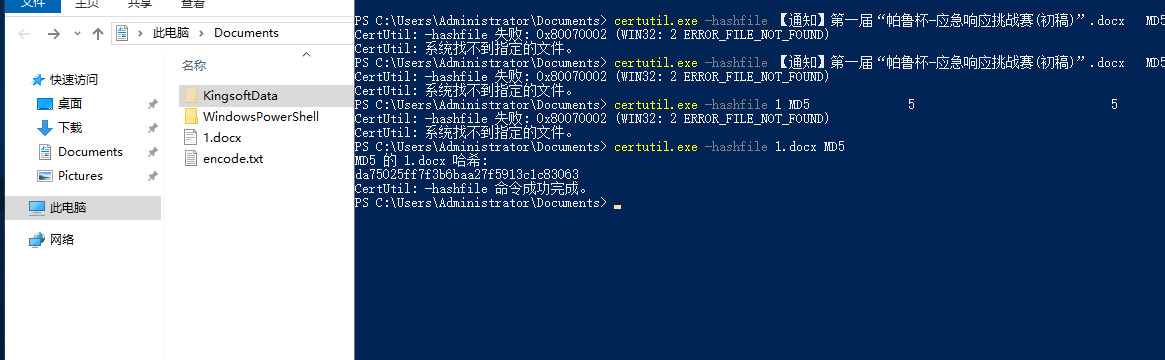 文件
主页
共享
查看
此电脑 > Documents
名称
快速访问
桌面
下载
Documents
Pictures
此电脑
网络
KingsoftData
WindowsPowerShell
1.docx
encode.txt
PS C:\Users\Administrator\Documents> certutil.exe -hashfile 【通知】第一届“帕鲁杯-应急响应挑战赛(初稿)”.docx MD5
CertUtil: -hashfile 失败: 0x80070002 (WIN32: 2 ERROR_FILE_NOT_FOUND)
CertUtil: 系统找不到指定的文件。
PS C:\Users\Administrator\Documents> certutil.exe -hashfile 【通知】第一届“帕鲁杯-应急响应挑战赛(初稿)”.docx MD5
CertUtil: -hashfile 失败: 0x80070002 (WIN32: 2 ERROR_FILE_NOT_FOUND)
CertUtil: 系统找不到指定的文件。
PS C:\Users\Administrator\Documents> certutil.exe -hashfile 1 MD5 5 5
CertUtil: -hashfile 失败: 0x80070002 (WIN32: 2 ERROR_FILE_NOT_FOUND)
CertUtil: 系统找不到指定的文件。
PS C:\Users\Administrator\Documents> certutil.exe -hashfile 1.docx MD5
MD5 的 1.docx 哈希:
da75025ff7f3b6baa27f5913c1c83063
CertUtil: -hashfile 命令成功完成。
PS C:\Users\Administrator\Documents>